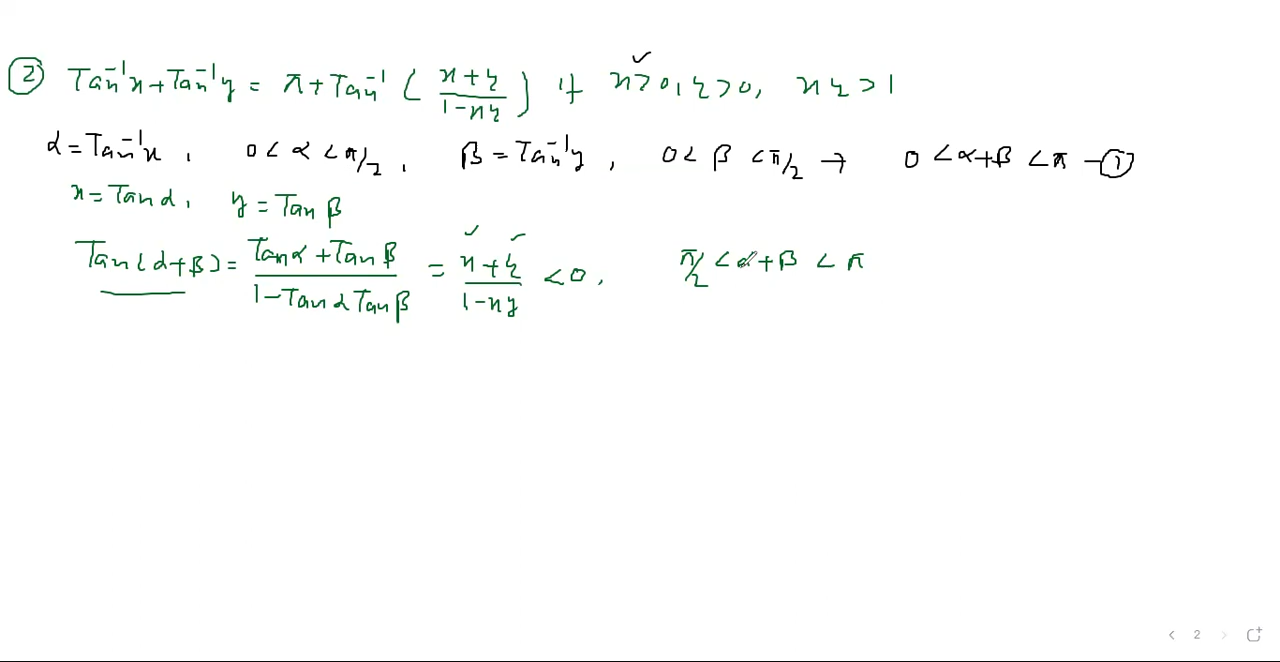 ② Tan⁻¹x + Tan⁻¹y = π + Tan⁻¹ ( x+y / 1-xy ) if x > 0, y > 0, xy > 1
α = Tan⁻¹x, 0 < α < π/2, β = Tan⁻¹y, 0 < β < π/2 → 0 < α+β < π - ①
x = Tan α, y = Tan β
Tan(α+β) = Tan α + Tan β / 1 - Tan α Tan β = x+y / 1-xy < 0, π/2 < α+β < π
< 2 >